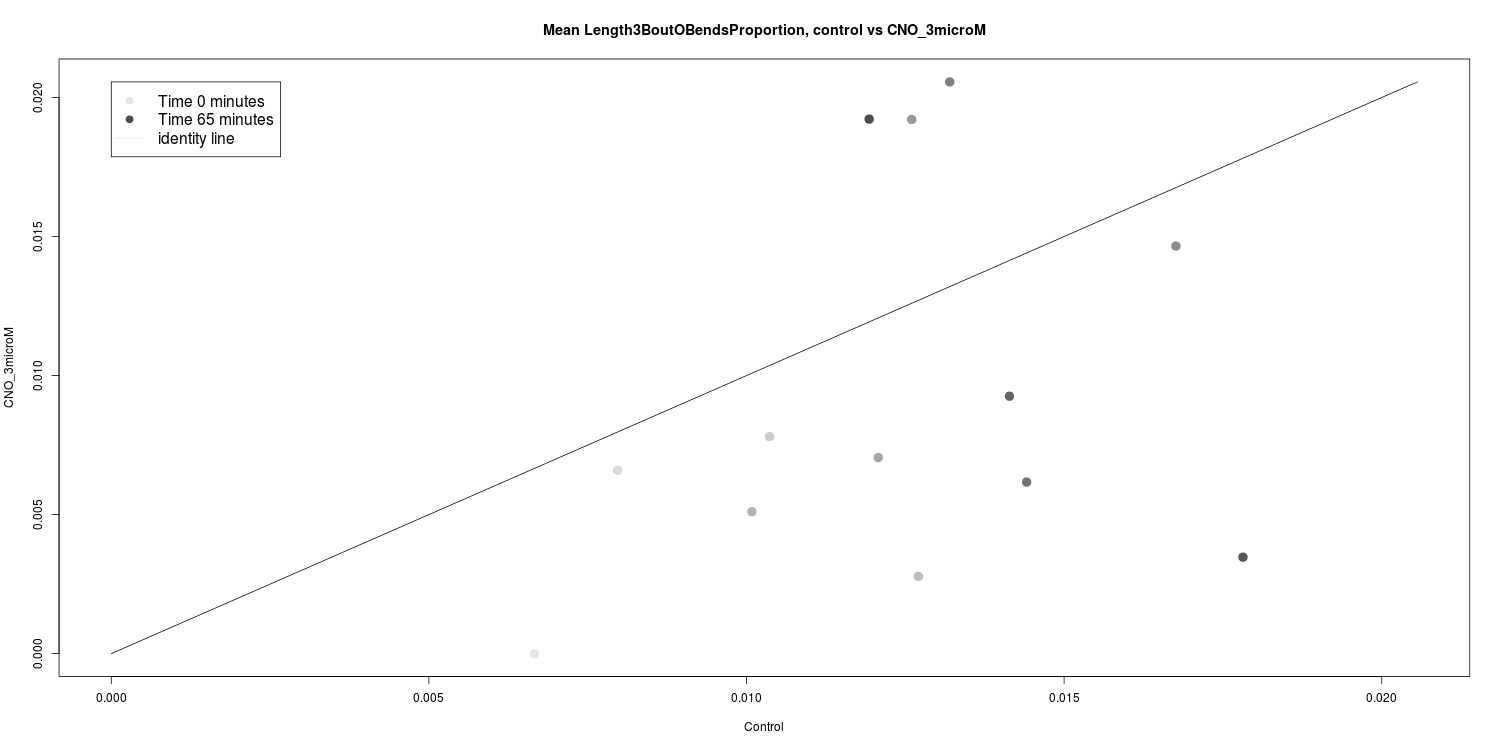 Mean Length3BoutOBendsProportion, control vs CNO_3microM
Time 0 minutes
Time 65 minutes
identity line
CNO_3microM
0.020
0.015
0.010
0.005
0.000
0.000 0.005 0.010 0.015 0.020
Control